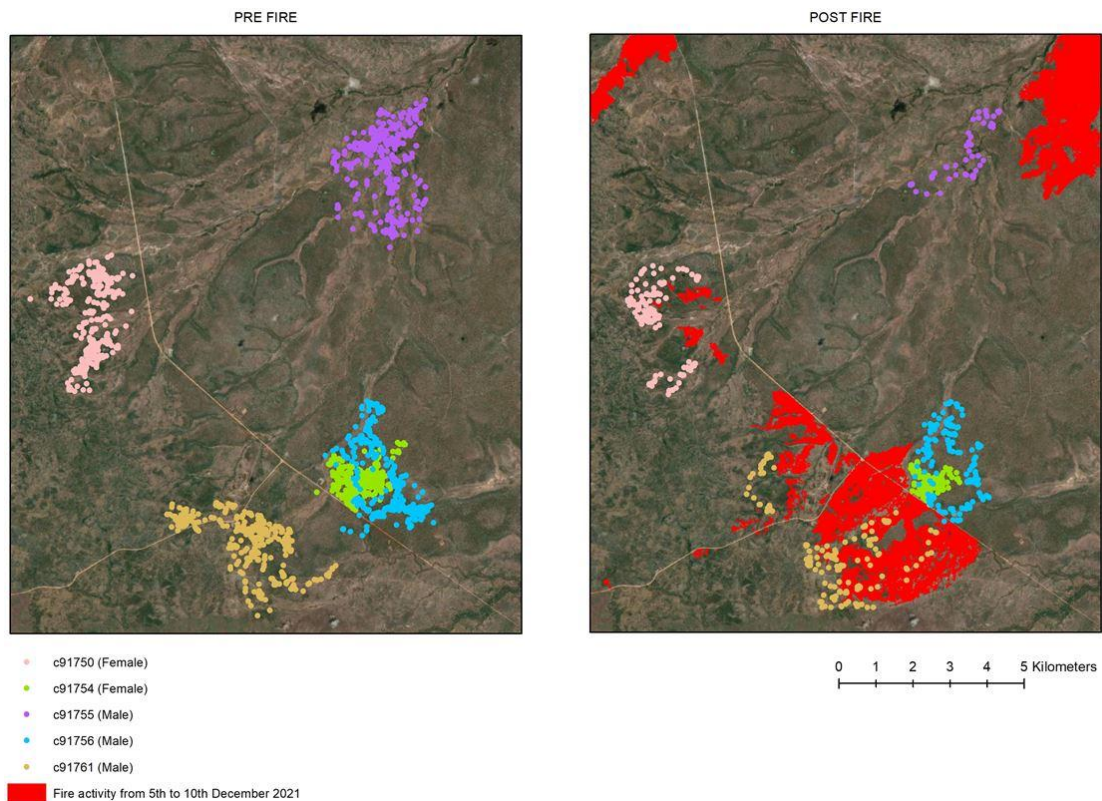 PRE FIRE
POST FIRE
c91750 (Female)
c91754 (Female)
c91755 (Male)
c91756 (Male)
c91761 (Male)
Fire activity from 5th to 10th December 2021
0 1 2 3 4 5 Kilometers